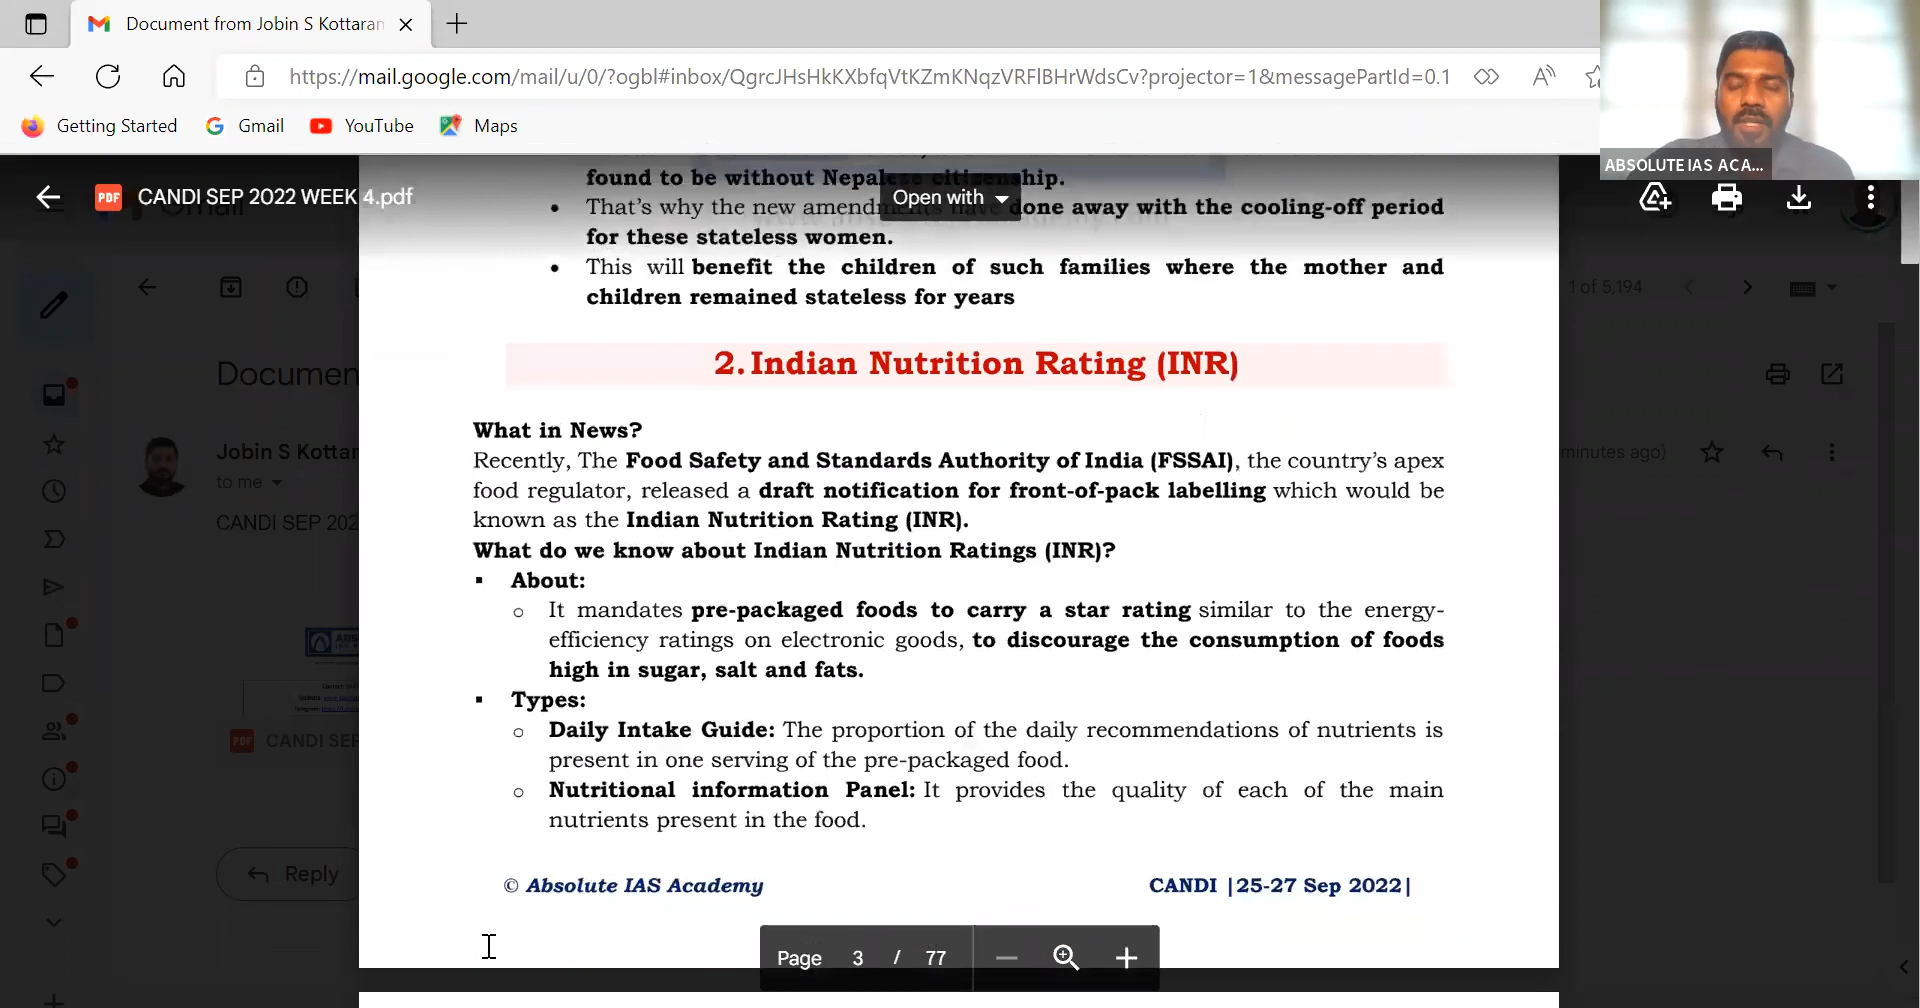 Document from Jobin S Kottaran
https://mail.google.com/mail/u/0/?ogbl#inbox/QgrcJHsHkKXbfqVtKZmKNqzVRFlBHrWdsCv?projector=1&messagePartId=0.1
Getting Started Gmail YouTube Maps
ABSOLUTE IAS ACA...
PDF CANDI SEP 2022 WEEK 4.pdf
Open with
found to be without Nepalese citizenship.
• That’s why the new amendments have done away with the cooling-off period
for these stateless women.
• This will benefit the children of such families where the mother and
children remained stateless for years
1 of 5,194
2. Indian Nutrition Rating (INR)
Documen
What in News?
Jobin S Kottar
minutes ago)
to me
CANDI SEP 202
Recently, The Food Safety and Standards Authority of India (FSSAI), the country’s apex
food regulator, released a draft notification for front-of-pack labelling which would be
known as the Indian Nutrition Rating (INR).
What do we know about Indian Nutrition Ratings (INR)?
▪ About:
o It mandates pre-packaged foods to carry a star rating similar to the energy-
efficiency ratings on electronic goods, to discourage the consumption of foods
high in sugar, salt and fats.
▪ Types:
o Daily Intake Guide: The proportion of the daily recommendations of nutrients is
present in one serving of the pre-packaged food.
o Nutritional information Panel: It provides the quality of each of the main
nutrients present in the food.
PDF CANDI SEP
Reply
© Absolute IAS Academy
CANDI |25-27 Sep 2022|
Page 3 / 77